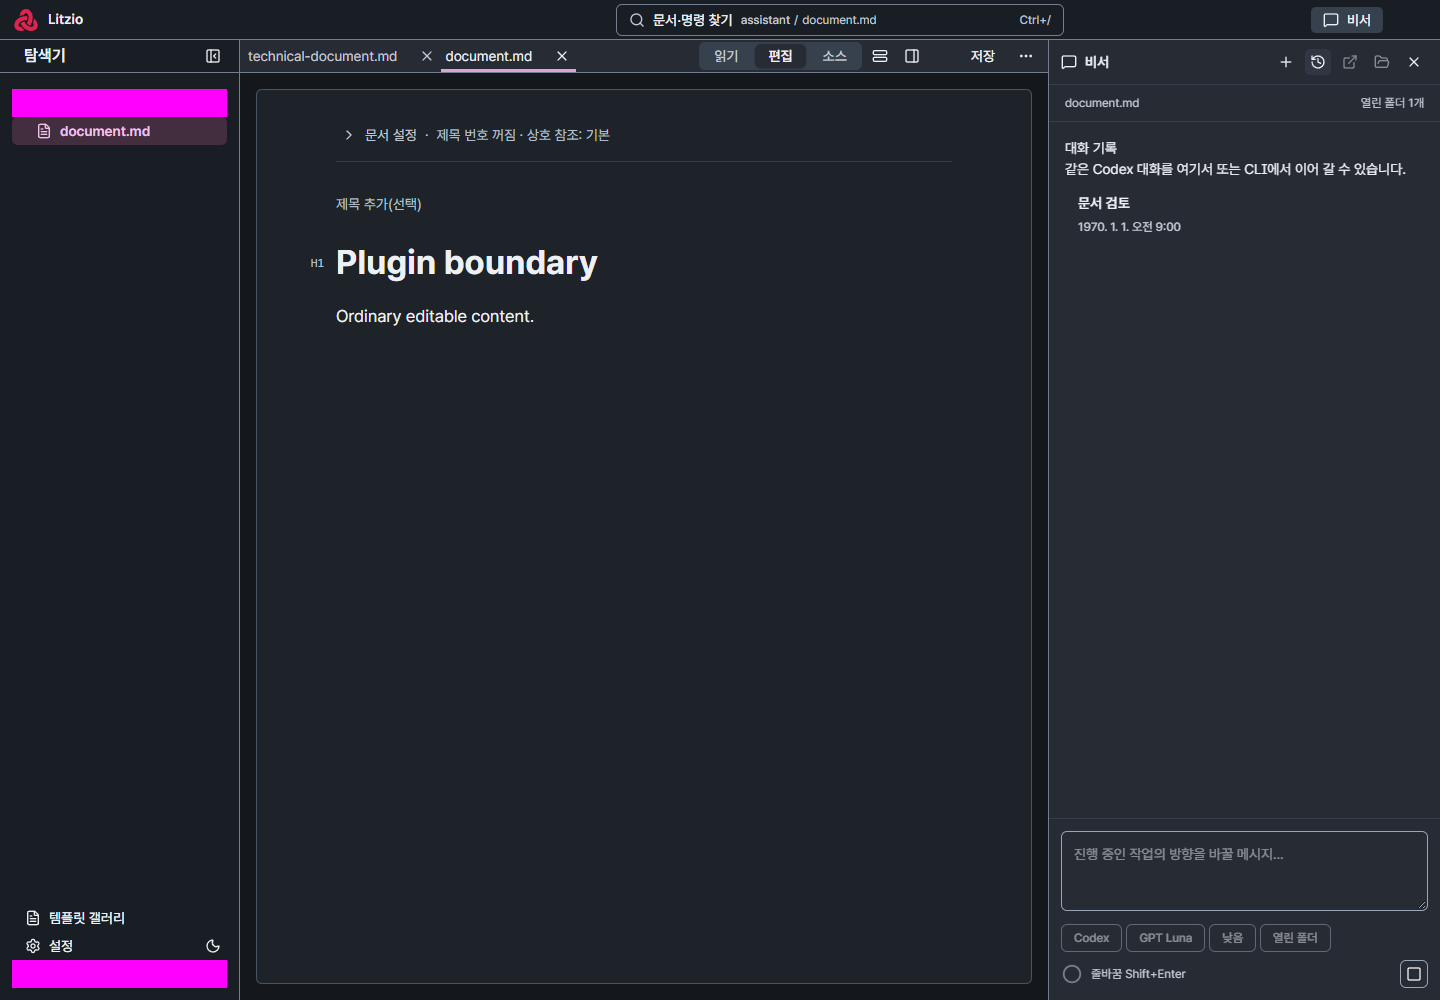 Litzio
문서·명령 찾기 assistant / document.md Ctrl+/
비서
탐색기
technical-document.md
document.md
읽기 편집 소스
저장
비서
document.md
document.md 열린 폴더 1개
문서 설정 · 제목 번호 꺼짐 · 상호 참조: 기본
대화 기록
같은 Codex 대화를 여기서 또는 CLI에서 이어 갈 수 있습니다.
문서 검토
1970. 1. 1. 오전 9:00
제목 추가(선택)
H1 Plugin boundary
Ordinary editable content.
진행 중인 작업의 방향을 바꿀 메시지...
템플릿 갤러리
설정
Codex GPT Luna 낮음 열린 폴더
줄바꿈 Shift+Enter